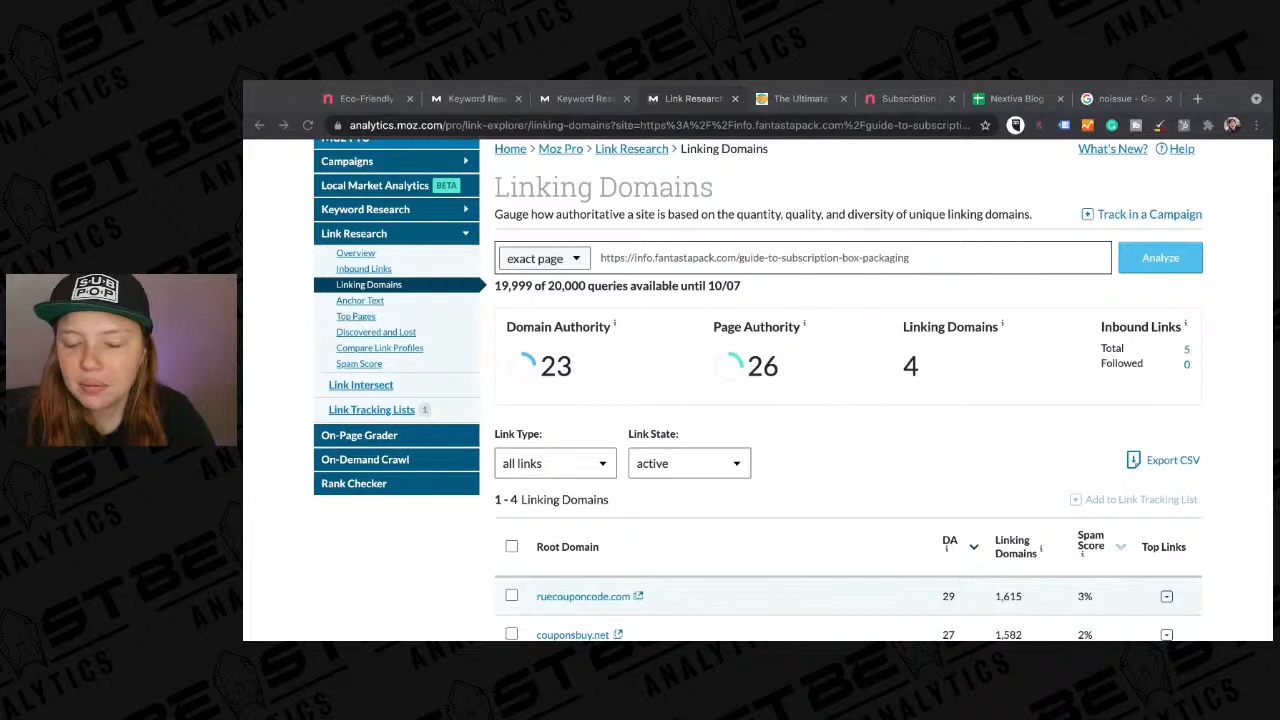 Eco-Friendly
Keyword Res
Keyword Res
Link Research
The Ultimate
Subscription
Nextiva Blog
noissue - Goo
analytics.moz.com/pro/link-explorer/linking-domains?site=https%3A%2F%2Finfo.fantastapack.com%2Fguide-to-subscripti...
Campaigns
Local Market Analytics BETA
Keyword Research
Link Research
Overview
Inbound Links
Linking Domains
Anchor Text
Top Pages
Discovered and Lost
Compare Link Profiles
Spam Score
Link Intersect
Link Tracking Lists 1
On-Page Grader
On-Demand Crawl
Rank Checker
Home > Moz Pro > Link Research > Linking Domains
What's New? Help
Linking Domains
Gauge how authoritative a site is based on the quantity, quality, and diversity of unique linking domains.
Track in a Campaign
exact page
https://info.fantastapack.com/guide-to-subscription-box-packaging
Analyze
19,999 of 20,000 queries available until 10/07
Domain Authority
23
Page Authority
26
Linking Domains
4
Inbound Links
Total 5
Followed 0
Link Type:
all links
Link State:
active
Export CSV
1 - 4 Linking Domains
Add to Link Tracking List
Root Domain
DA
Linking
Domains
Spam
Score
Top Links
ruecouponcode.com 29 1,615 3%
couponsbuy.net 27 1,582 2%
SUB
POP
ANALYTICS